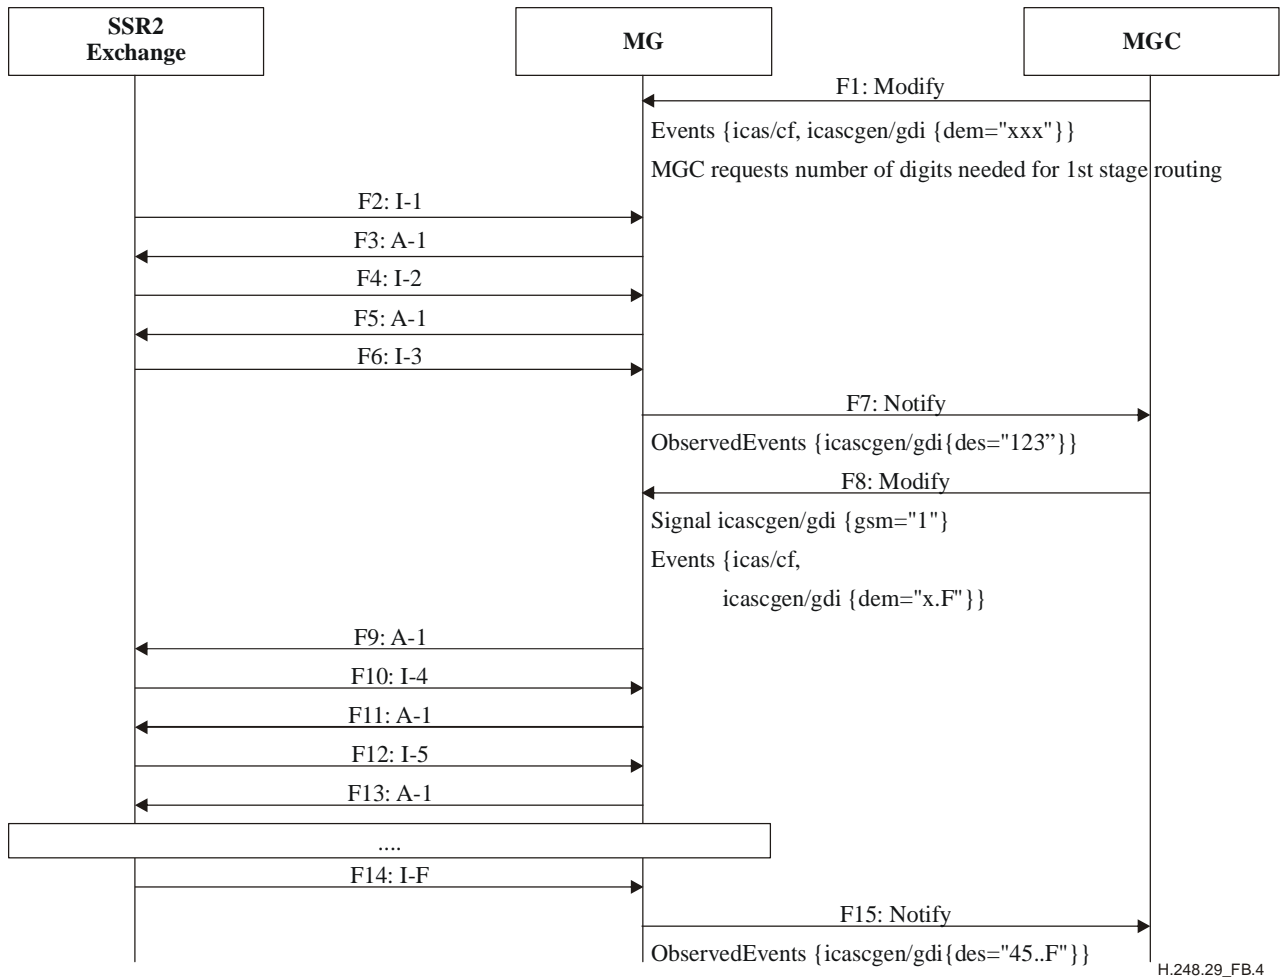 SSR2
Exchange
MG
MGC
F1: Modify
Events {icas/cf, icascgen/gdi {dem="xxx"}}
MGC requests number of digits needed for 1st stage routing
F2: I-1
F3: A-1
F4: I-2
F5: A-1
F6: I-3
F7: Notify
ObservedEvents {icascgen/gdi{des="123”}}
F8: Modify
Signal icascgen/gdi {gsm="1"}
Events {icas/cf,
icascgen/gdi {dem="x.F"}}
F9: A-1
F10: I-4
F11: A-1
F12: I-5
F13: A-1
....
F14: I-F
F15: Notify
ObservedEvents {icascgen/gdi{des="45..F"}}
H.248.29_FB.4